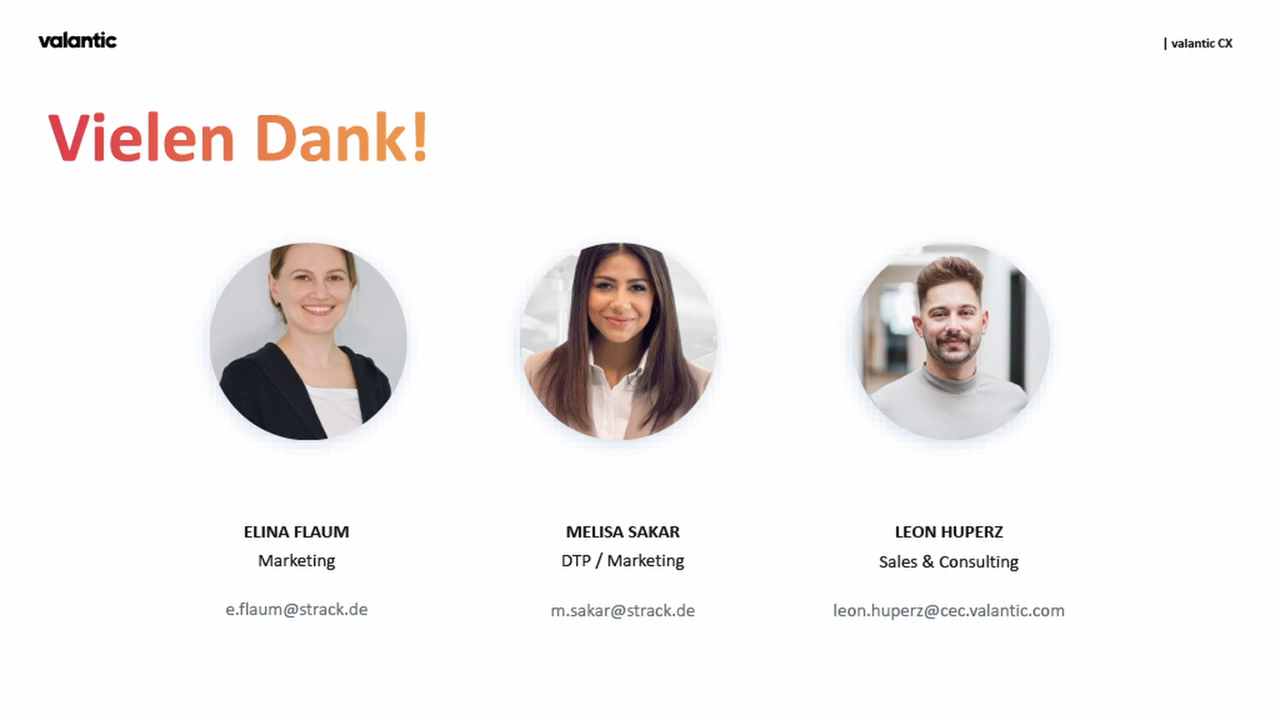 valantic
| valantic CX
Vielen Dank!
ELINA FLAUM
Marketing
e.flaum@strack.de
MELISA SAKAR
DTP / Marketing
m.sakar@strack.de
LEON HUPERZ
Sales & Consulting
leon.huperz@cec.valantic.com